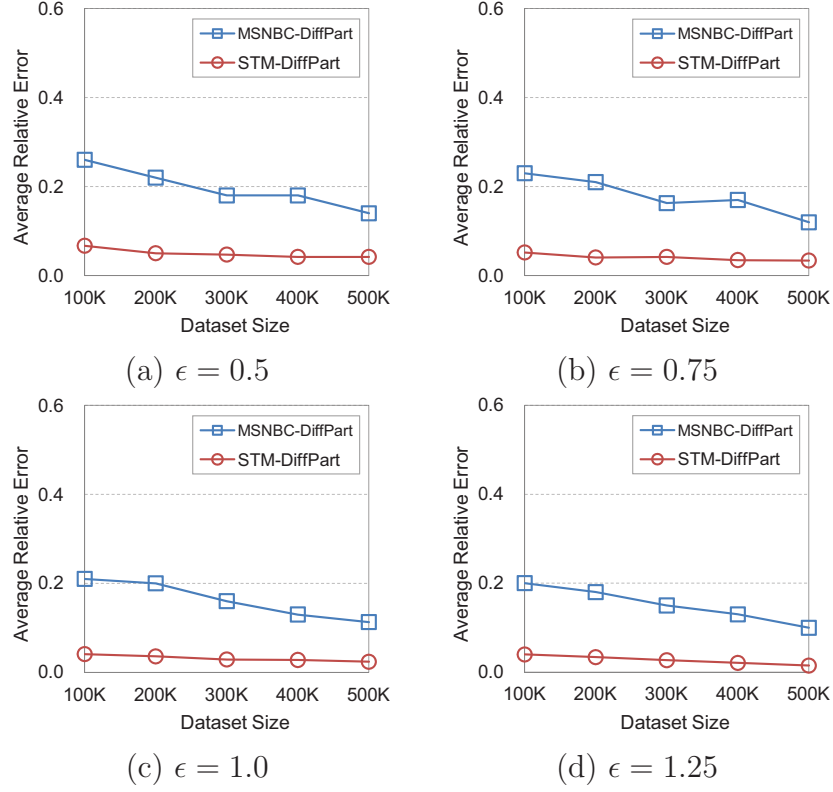 0.6
0.4
0.2
0.0
Average Relative Error
MSNBC-DiffPart
STM-DiffPart
100K 200K 300K 400K 500K
Dataset Size
(a) ϵ = 0.5
0.6
0.4
0.2
0.0
Average Relative Error
MSNBC-DiffPart
STM-DiffPart
100K 200K 300K 400K 500K
Dataset Size
(b) ϵ = 0.75
0.6
0.4
0.2
0.0
Average Relative Error
MSNBC-DiffPart
STM-DiffPart
100K 200K 300K 400K 500K
Dataset Size
(c) ϵ = 1.0
0.6
0.4
0.2
0.0
Average Relative Error
MSNBC-DiffPart
STM-DiffPart
100K 200K 300K 400K 500K
Dataset Size
(d) ϵ = 1.25